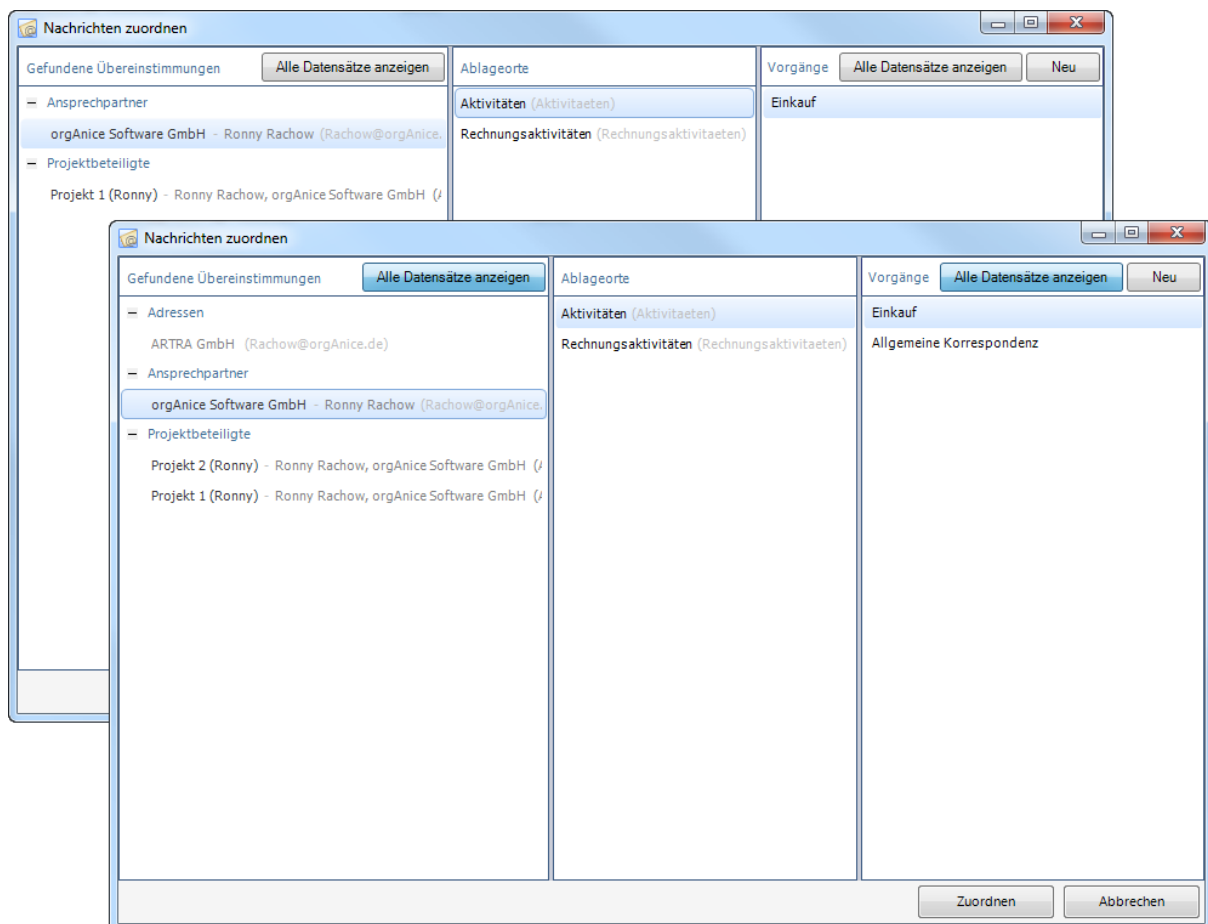 Nachrichten zuordnen
Gefundene Übereinstimmungen Alle Datensätze anzeigen Ablageorte Vorgänge Alle Datensätze anzeigen Neu
Ansprechpartner Aktivitäten (Aktivitaeten) Einkauf
orgAnice Software GmbH - Ronny Rachow (Rachow@orgAnice. Rechnungsaktivitäten (Rechnungsaktivitaeten)
Projektbeteiligte
Projekt 1 (Ronny) - Ronny Rachow, orgAnice Software GmbH (
Nachrichten zuordnen
Gefundene Übereinstimmungen Alle Datensätze anzeigen Ablageorte Vorgänge Alle Datensätze anzeigen Neu
Adressen Aktivitäten (Aktivitaeten) Einkauf
ARTRA GmbH (Rachow@orgAnice.de) Rechnungsaktivitäten (Rechnungsaktivitaeten) Allgemeine Korrespondenz
Ansprechpartner
orgAnice Software GmbH - Ronny Rachow (Rachow@orgAnice.
Projektbeteiligte
Projekt 2 (Ronny) - Ronny Rachow, orgAnice Software GmbH (
Projekt 1 (Ronny) - Ronny Rachow, orgAnice Software GmbH (
Zuordnen Abbrechen